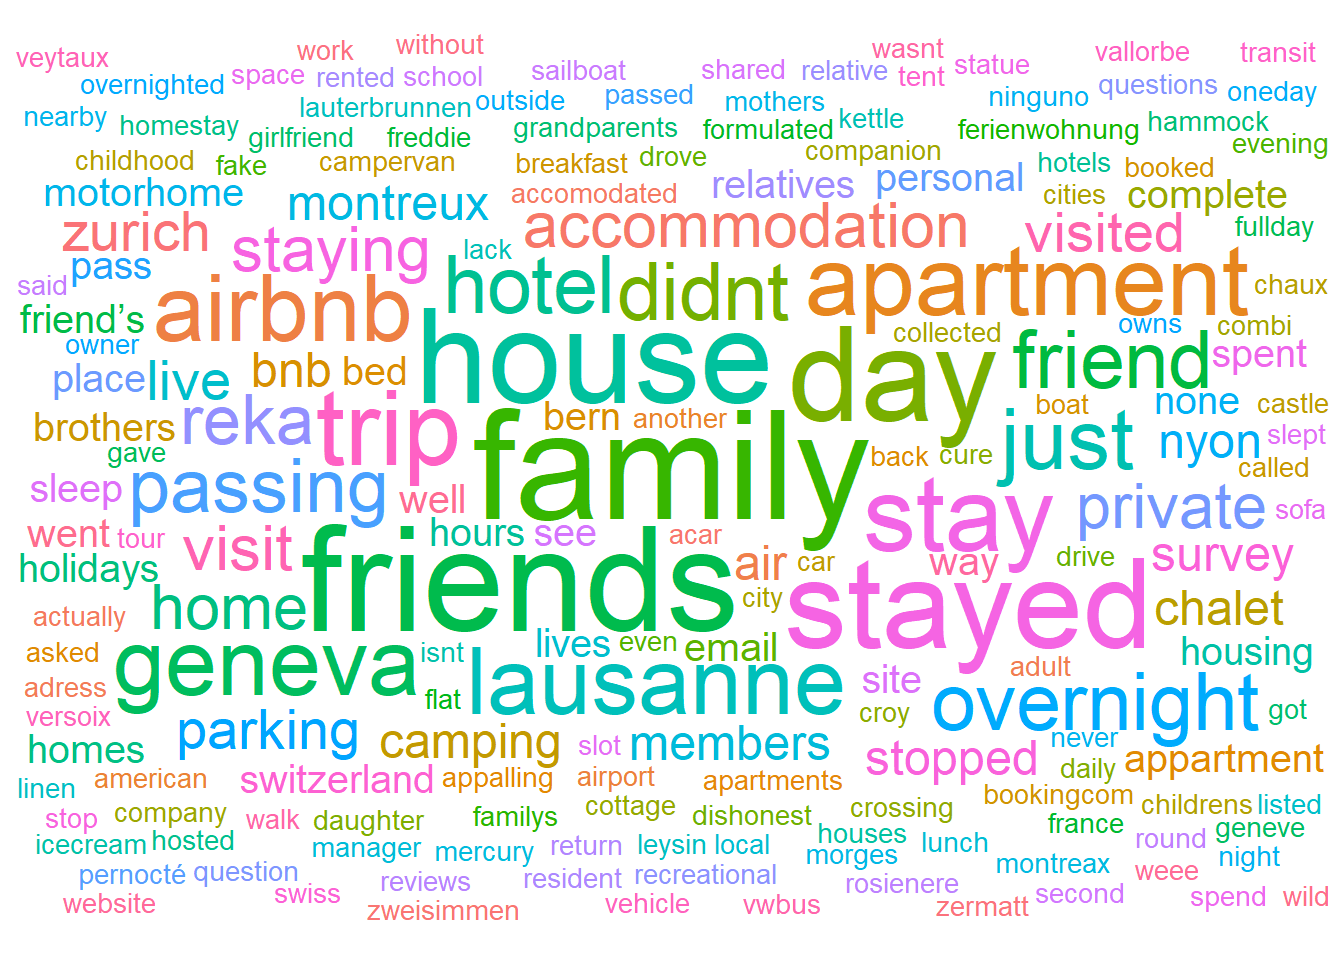 veytaux work without wasnt vallorbe transit
overnighted space rented school sailboat shared relative tent statue questions oneday
nearby homestay lauterbrunnen outside passed mothers kettle ninuno hammock
girlfriend freddie grandparents formulated ferienwohnung evening
childhood fake campervan breakfast drove companion hotels booked
motorhome montreux accomodated relatives personal cities complete
zurich staying lack accommodation visited fullday
said pass airbnb hotel didnt apartment chaux
friend’s house day collected owns combi
owner place live bnb bed friend spent
brothers reka trip bern another boat none castle
gave family just nyon slept
sleep passing well back cure called
went tour visit hours see acar stay private sofa
holidays friends air car way drive survey
actually home city stayed chalet
asked geneva isnt lives even email adult housing
adress flat lausanne site overnight
versoix parking camping slot members croy never got
homes stopped daily appartment
linen american switzerland appalling airport apartments bookingcom childrens listed
stop company walk daughter familys cottage dishonest crossing france round geneve
icecream hosted manager mercury return leysin local houses morges lunch montreax night
pernocté question swiss reviews resident recreational rosienere second weee
website zweisimmen vehicle vwbus zermatt spend wild